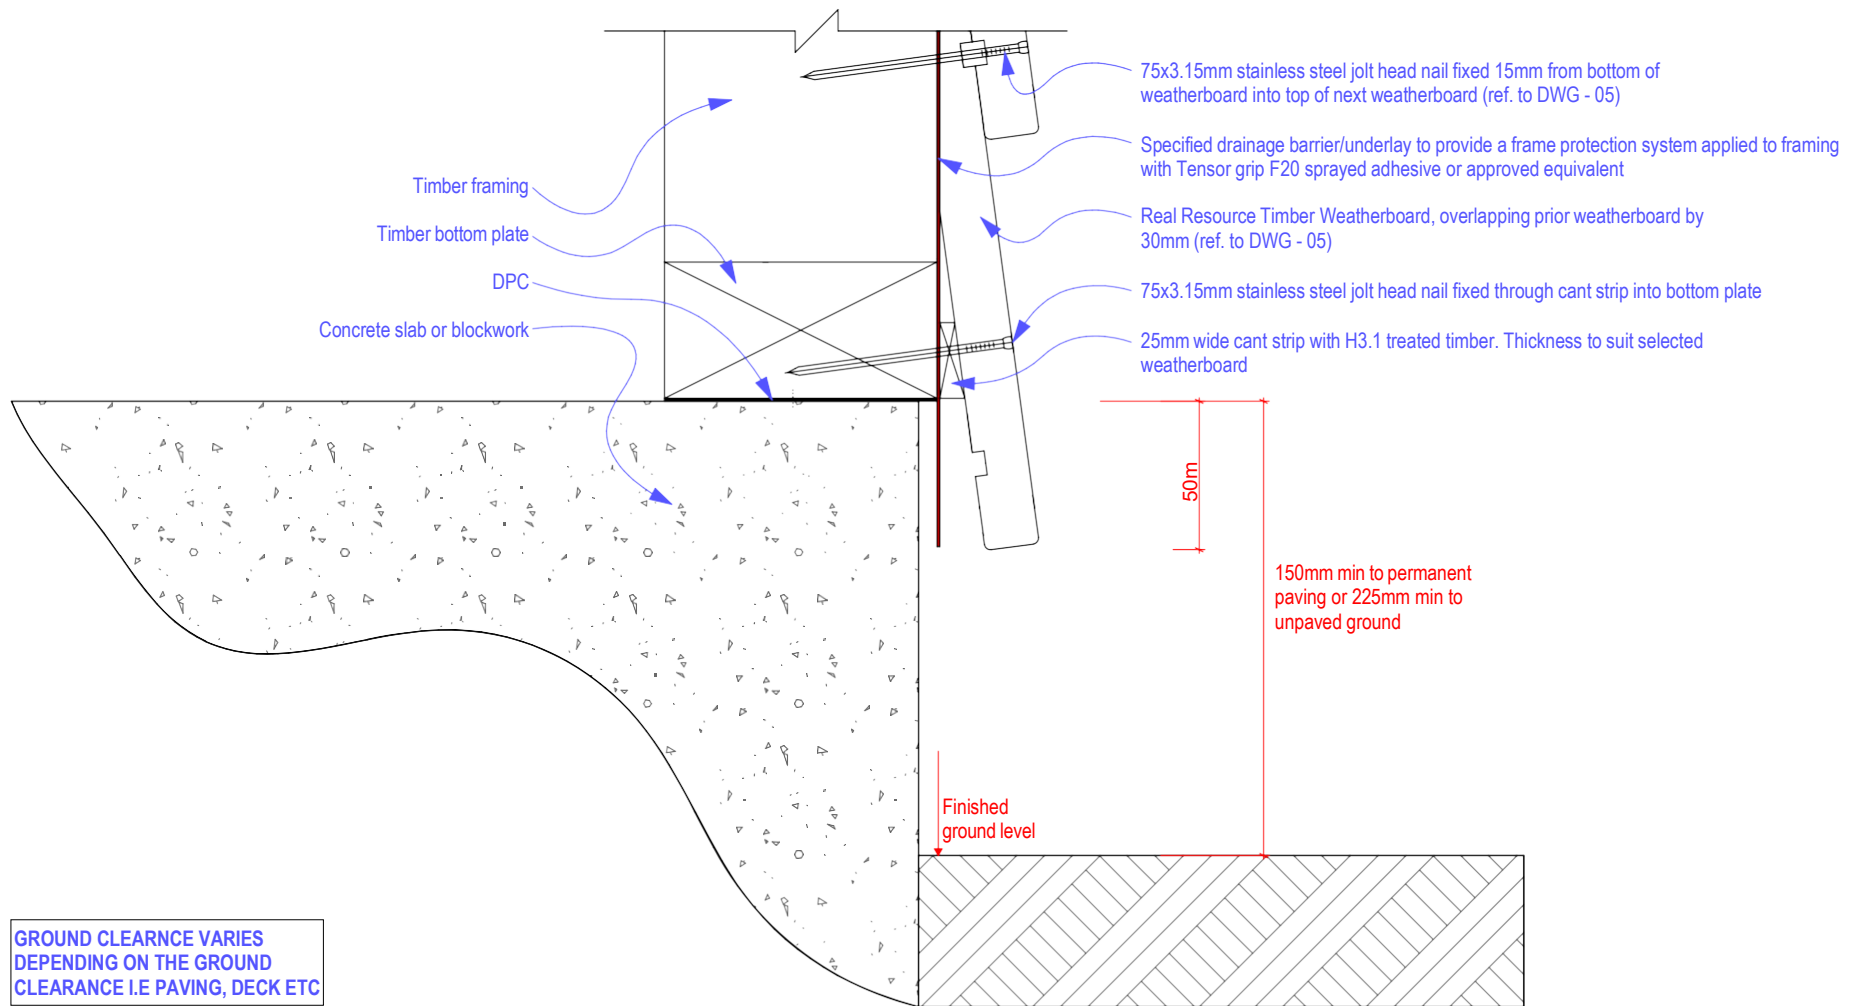 75x3.15mm stainless steel jolt head nail fixed 15mm from bottom of
weatherboard into top of next weatherboard (ref. to DWG - 05)
Specified drainage barrier/underlay to provide a frame protection system applied to framing
with Tensor grip F20 sprayed adhesive or approved equivalent
Timber framing
Real Resource Timber Weatherboard, overlapping prior weatherboard by
30mm (ref. to DWG - 05)
Timber bottom plate
DPC
75x3.15mm stainless steel jolt head nail fixed through cant strip into bottom plate
Concrete slab or blockwork
25mm wide cant strip with H3.1 treated timber. Thickness to suit selected
weatherboard
50m
150mm min to permanent
paving or 225mm min to
unpaved ground
Finished
ground level
GROUND CLEARNCE VARIES
DEPENDING ON THE GROUND
CLEARANCE I.E PAVING, DECK ETC